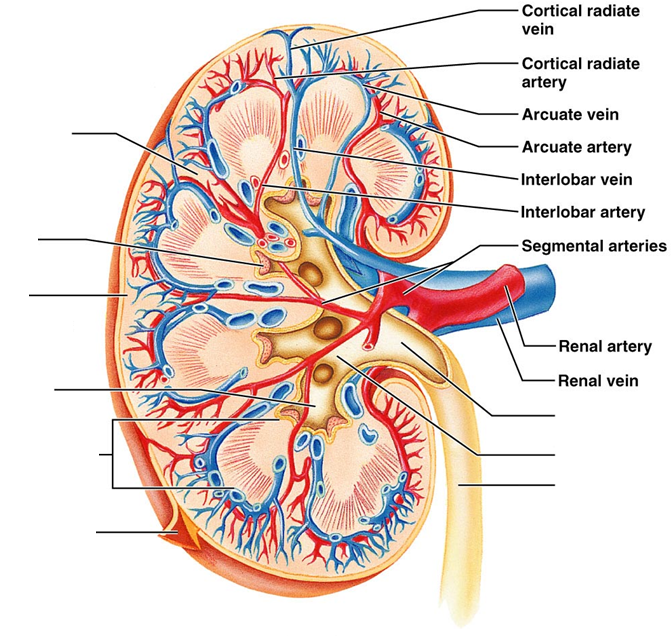 Cortical radiate
vein
Cortical radiate
artery
Arcuate vein
Arcuate artery
Interlobar vein
Interlobar artery
Segmental arteries
Renal artery
Renal vein